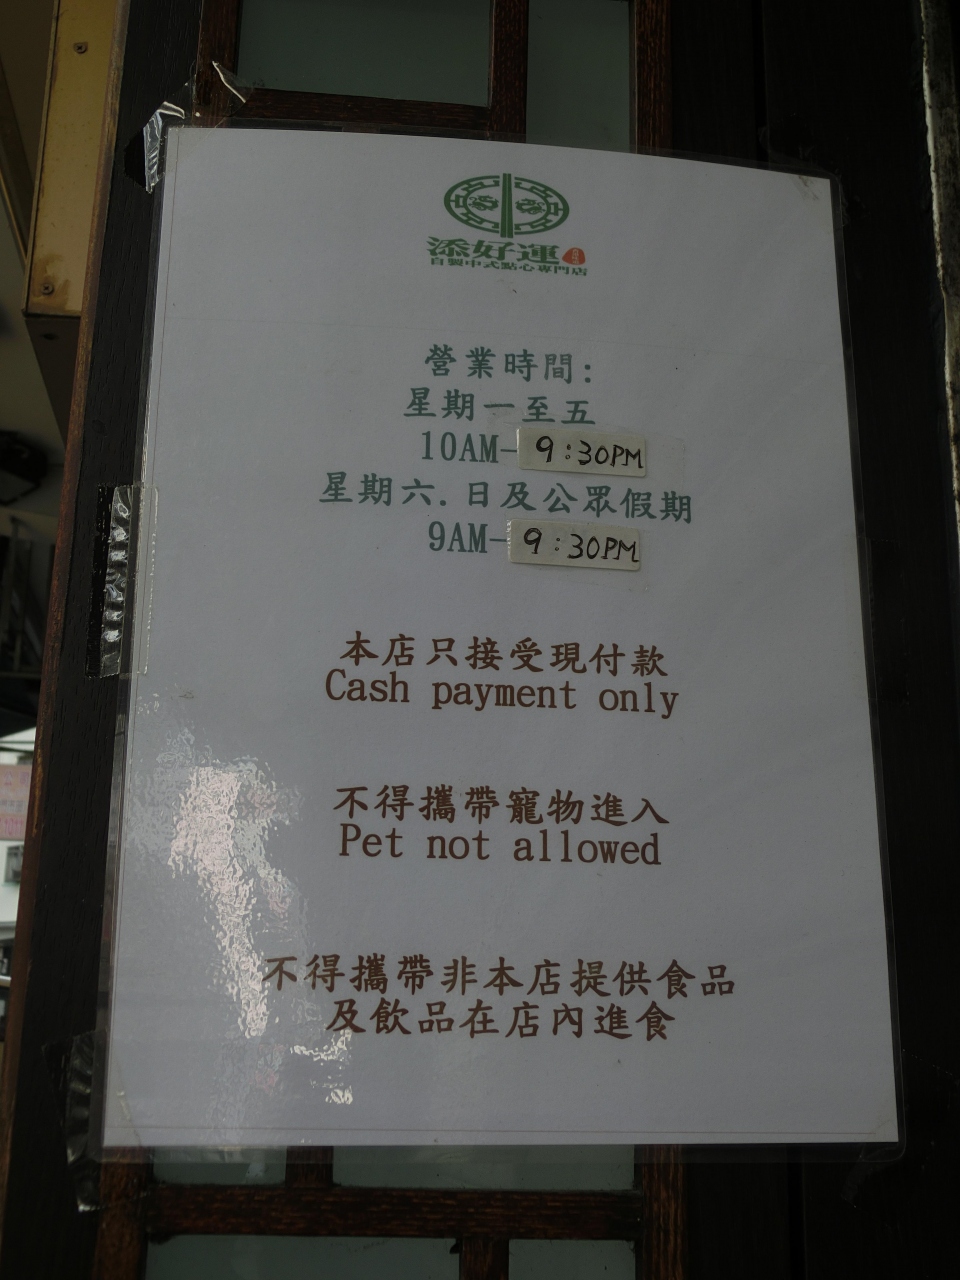 添好運
自製中式點心專門店
營業時間:
星期一至五
10AM-9:30PM
星期六.日及公眾假期
9AM-9:30PM
本店只接受現付款
Cash payment only
不得攜帶寵物進入
Pet not allowed
不得攜帶非本店提供食品
及飲品在店內進食